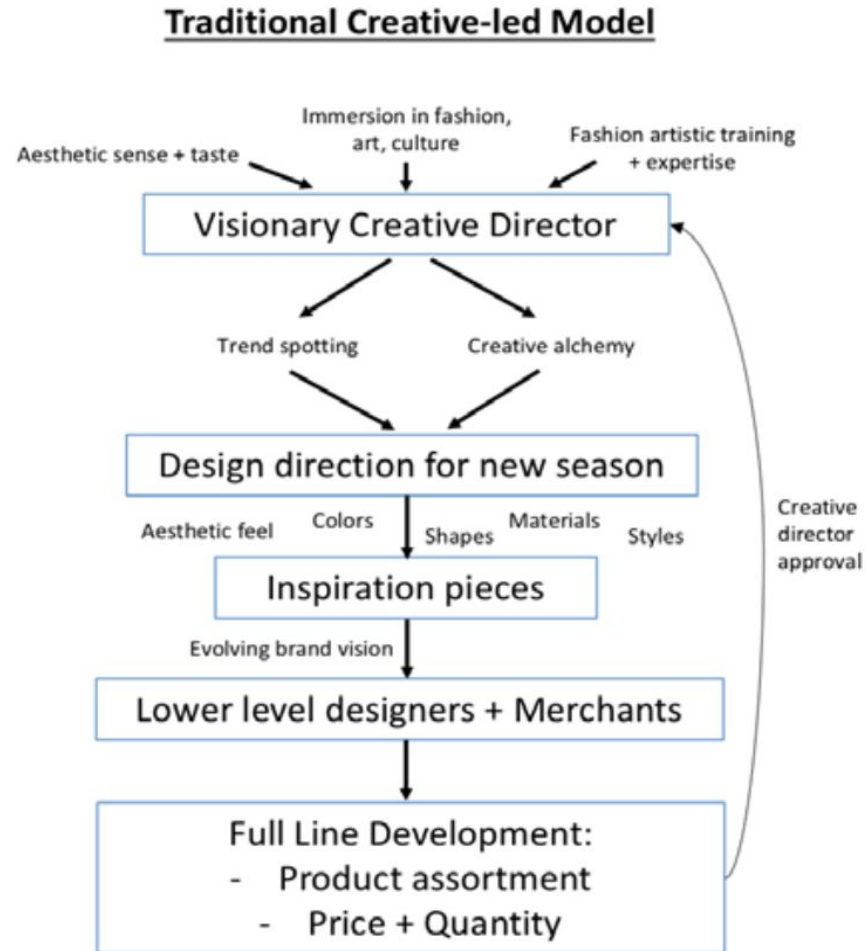 Traditional Creative-led Model
Immersion in fashion,
art, culture
Aesthetic sense + taste
Fashion artistic training
+ expertise
Visionary Creative Director
Trend spotting
Creative alchemy
Design direction for new season
Aesthetic feel
Colors
Shapes
Materials
Styles
Creative
director
approval
Inspiration pieces
Evolving brand vision
Lower level designers + Merchants
Full Line Development:
- Product assortment
- Price + Quantity